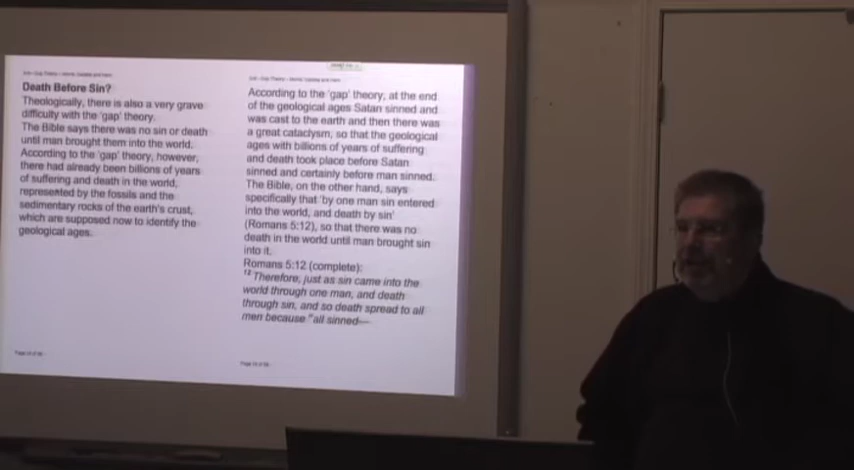 Death Before Sin?
Theologically, there is also a very grave
difficulty with the 'gap' theory.
The Bible says there was no sin or death
until man brought them into the world.
According to the 'gap' theory, however,
there had already been billions of years
of suffering and death in the world,
represented by the fossils and the
sedimentary rocks of the earth's crust,
which are supposed now to identify the
geological ages.
According to the 'gap' theory, at the end
of the geological ages Satan sinned and
was cast to the earth and then there was
a great cataclysm, so that the geological
ages with billions of years of suffering
and death took place before Satan
sinned and certainly before man sinned.
The Bible, on the other hand, says
specifically that 'by one man sin entered
into the world, and death by sin'
(Romans 5:12), so that there was no
death in the world until man brought sin
into it.
Romans 5:12 (complete):
12 Therefore, just as sin came into the
world through one man, and death
through sin, and so death spread to all
men because all sinned—